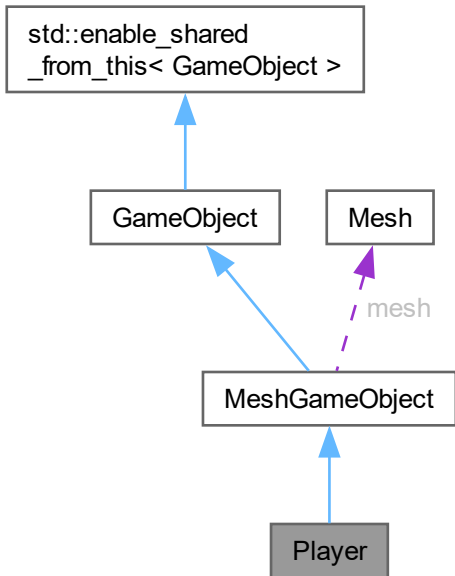 std::enable_shared
_from_this< GameObject >
GameObject
Mesh
mesh
MeshGameObject
Player